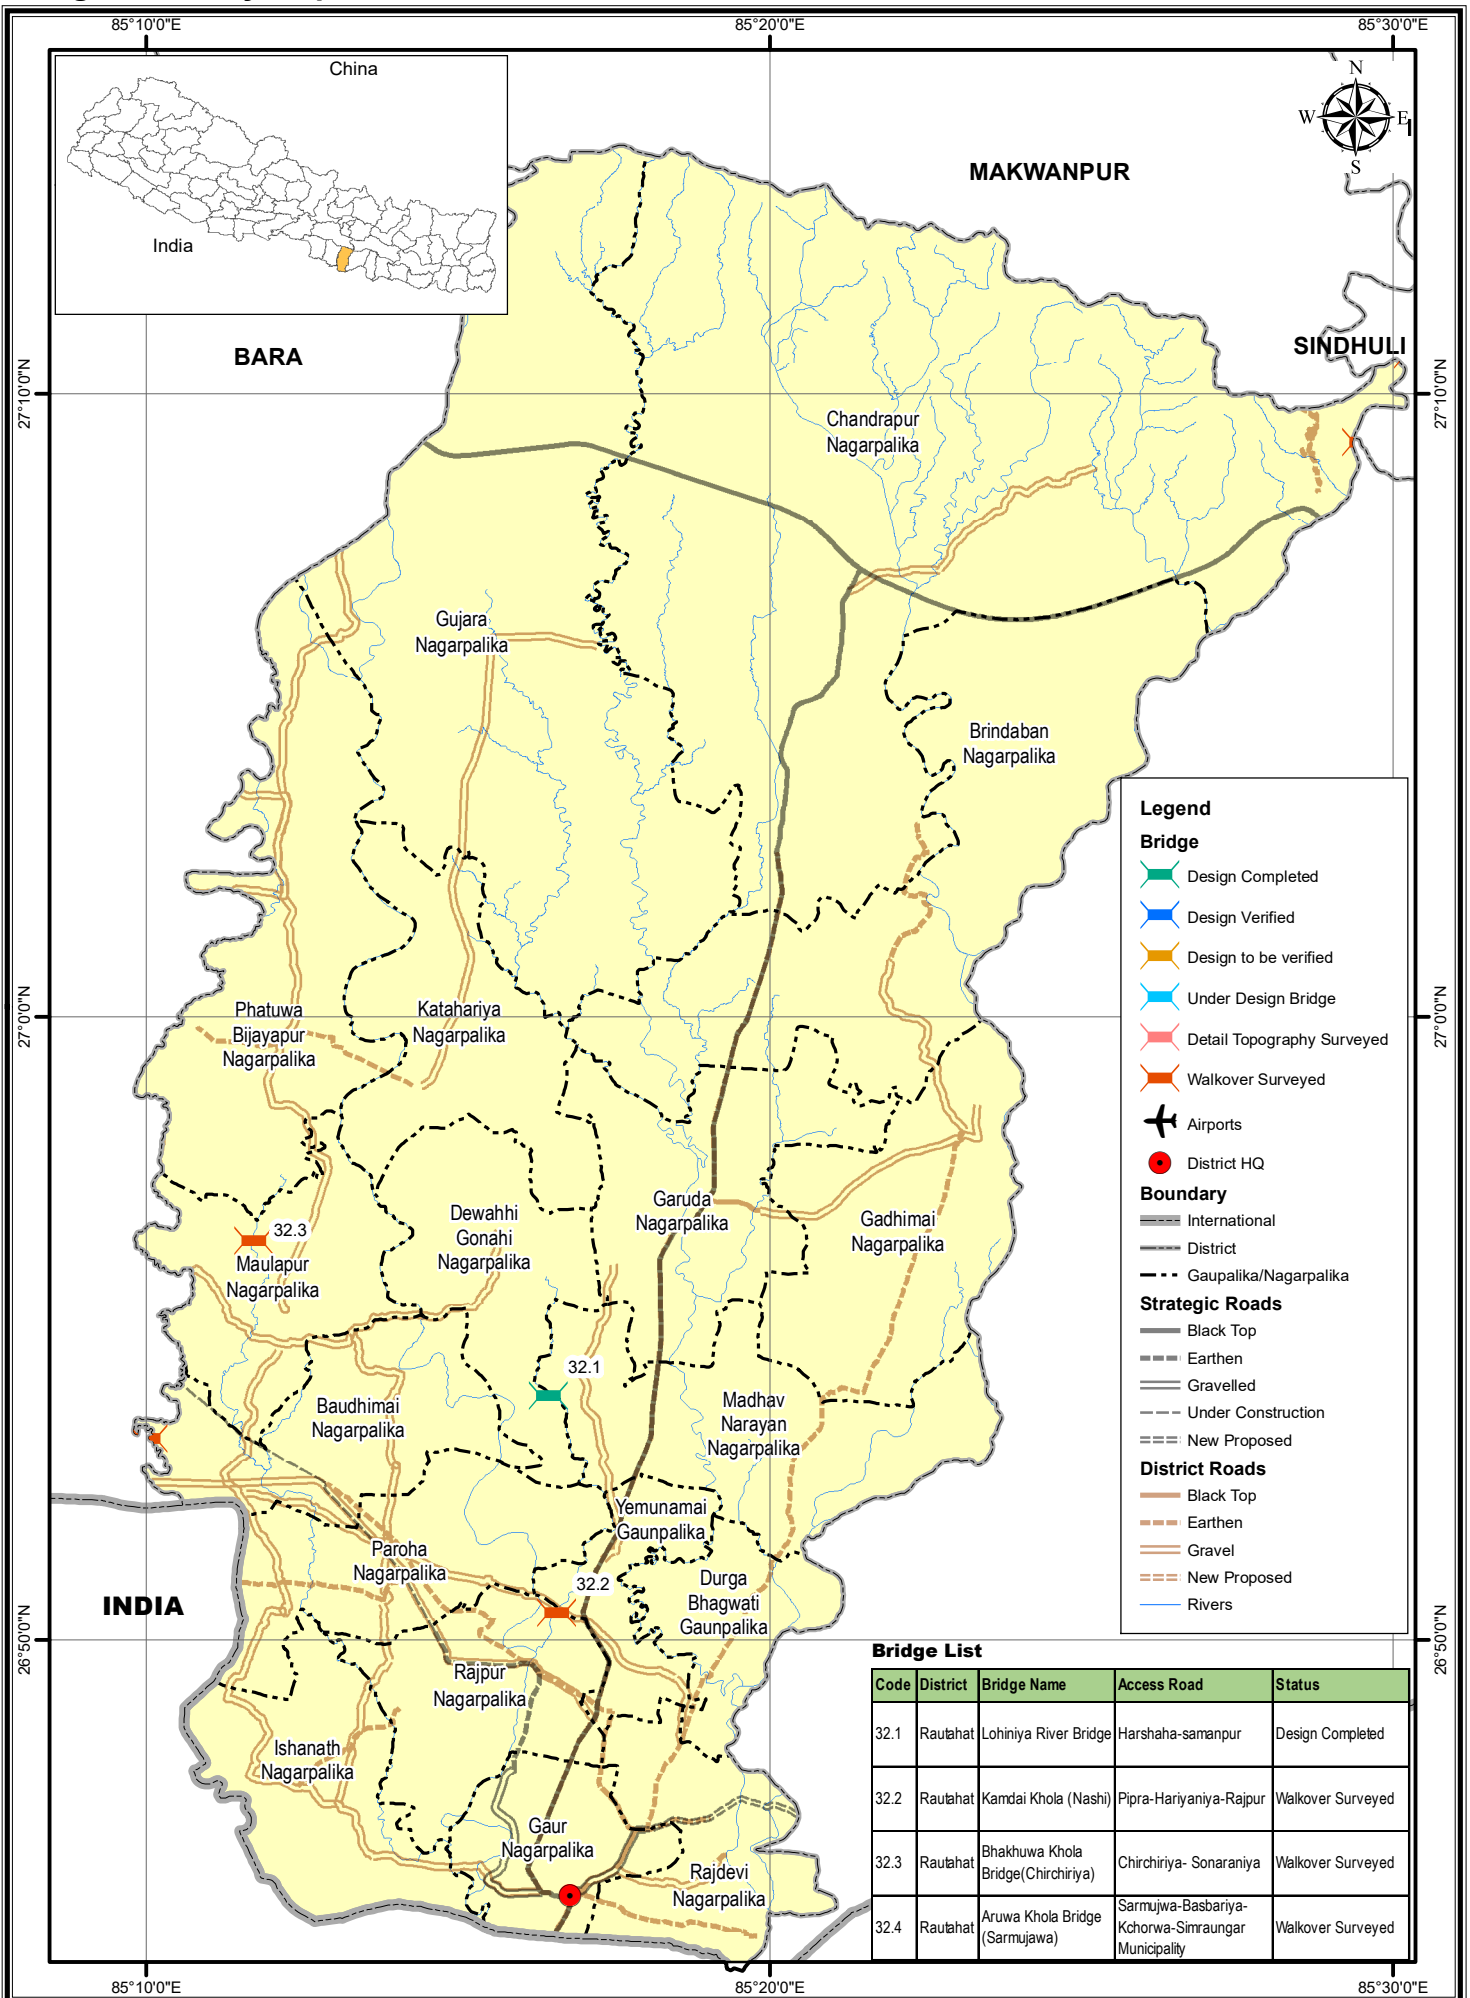 85°10'0"E
85°20'0"E
85°30'0"E
China
India
N
W
E
S
MAKWANPUR
BARA
SINDHULI
27°10'0"N
27°10'0"N
Chandrapur
Nagarpalika
Gujara
Nagarpalika
Brindaban
Nagarpalika
27°0'0"N
27°0'0"N
Phatuwa
Bijayapur
Nagarpalika
Katahariya
Nagarpalika
Garuda
Nagarpalika
Dewahhi
Gonahi
Nagarpalika
Gadhimai
Nagarpalika
32.3
Maulapur
Nagarpalika
32.1
Baudhimai
Nagarpalika
Madhav
Narayan
Nagarpalika
Yemunamai
Gaunpalika
Paroha
Nagarpalika
32.2
Durga
Bhagwati
Gaunpalika
INDIA
26°50'0"N
26°50'0"N
Rajpur
Nagarpalika
Ishanath
Nagarpalika
Gaur
Nagarpalika
Rajdevi
Nagarpalika
Legend
Bridge
Design Completed
Design Verified
Design to be verified
Under Design Bridge
Detail Topography Surveyed
Walkover Surveyed
Airports
District HQ
Boundary
International
District
Gaupalika/Nagarpalika
Strategic Roads
Black Top
Earthen
Gravelled
Under Construction
New Proposed
District Roads
Black Top
Earthen
Gravel
New Proposed
Rivers
Bridge List
Code District Bridge Name Access Road Status
32.1 Rautahat Lohiniya River Bridge Harshaha-samanpur Design Completed
32.2 Rautahat Kamdai Khola (Nashi) Pipra-Hariyaniya-Rajpur Walkover Surveyed
32.3 Rautahat Bhakhuwa Khola
Bridge(Chirchiriya) Chirchiriya- Sonaraniya Walkover Surveyed
32.4 Rautahat Aruwa Khola Bridge
(Sarmujawa) Sarmujwa-Basbariya-
Kchorwa-Simraungar
Municipality Walkover Surveyed
85°10'0"E
85°20'0"E
85°30'0"E